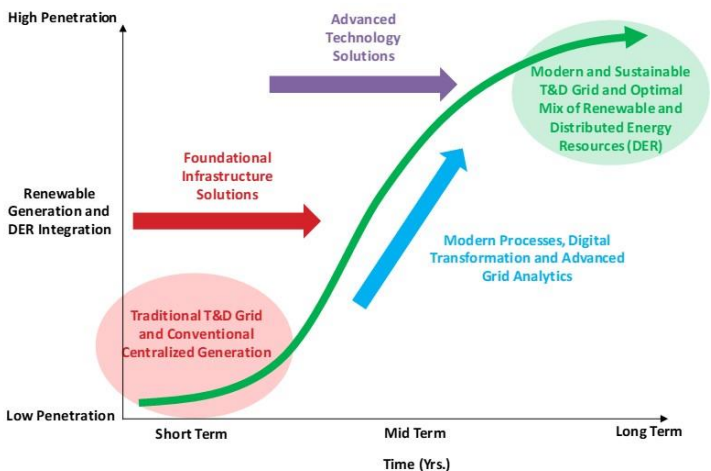 High Penetration
Advanced
Technology
Solutions
Modern and Sustainable
T&D Grid and Optimal
Mix of Renewable and
Distributed Energy
Resources (DER)
Foundational
Infrastructure
Solutions
Renewable
Generation and
DER Integration
Modern Processes, Digital
Transformation and Advanced
Grid Analytics
Traditional T&D Grid
and Conventional
Centralized Generation
Low Penetration
Short Term
Mid Term
Long Term
Time (Yrs.)